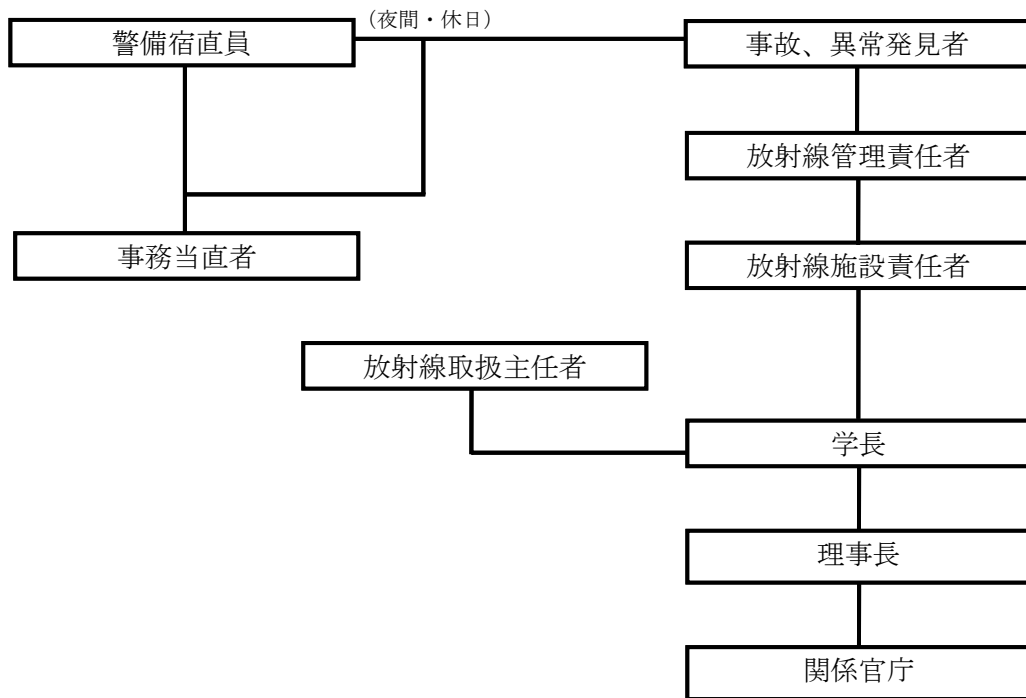 警備宿直員
(夜間・休日)
事故、異常発見者
放射線管理責任者
事務当直者
放射線施設責任者
放射線取扱主任者
学長
理事長
関係官庁